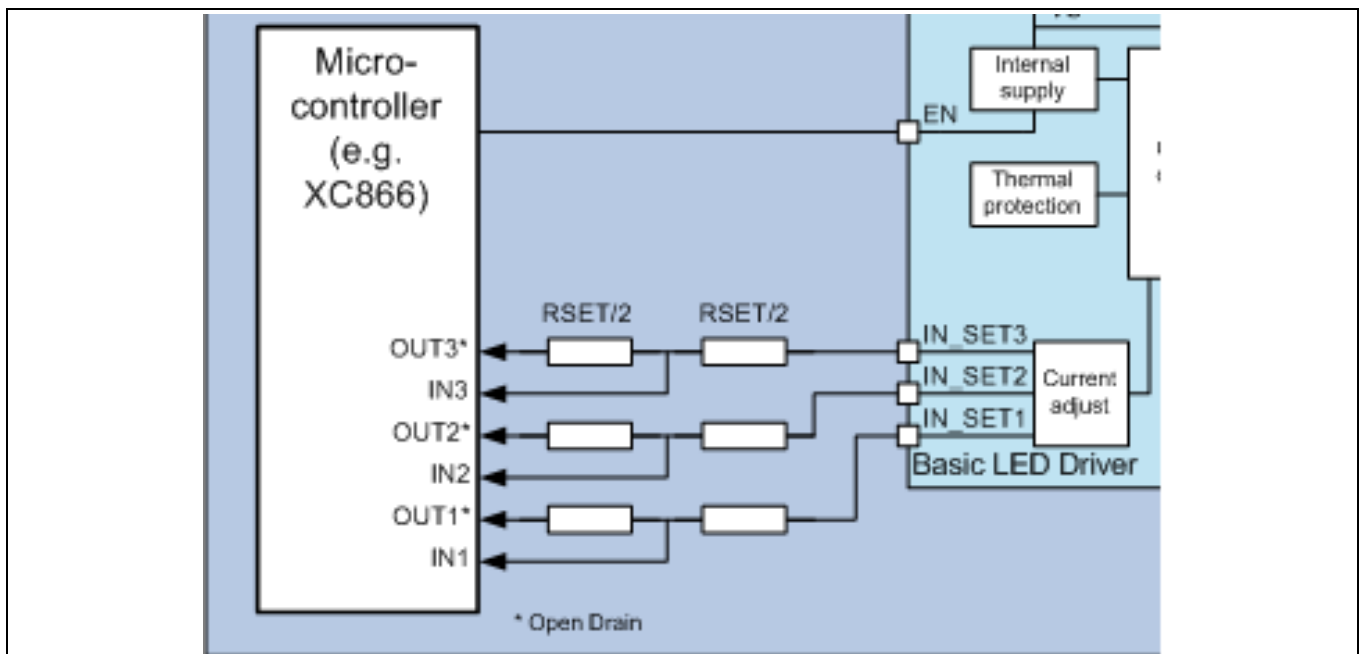 Micro-
controller
(e.g.
XC866)
Internal
supply
EN
Thermal
protection
RSET/2 RSET/2
OUT3*
IN3
OUT2*
IN2
OUT1*
IN1
IN_SET3
IN_SET2
IN_SET1
Current
adjust
Basic LED Driver
* Open Drain